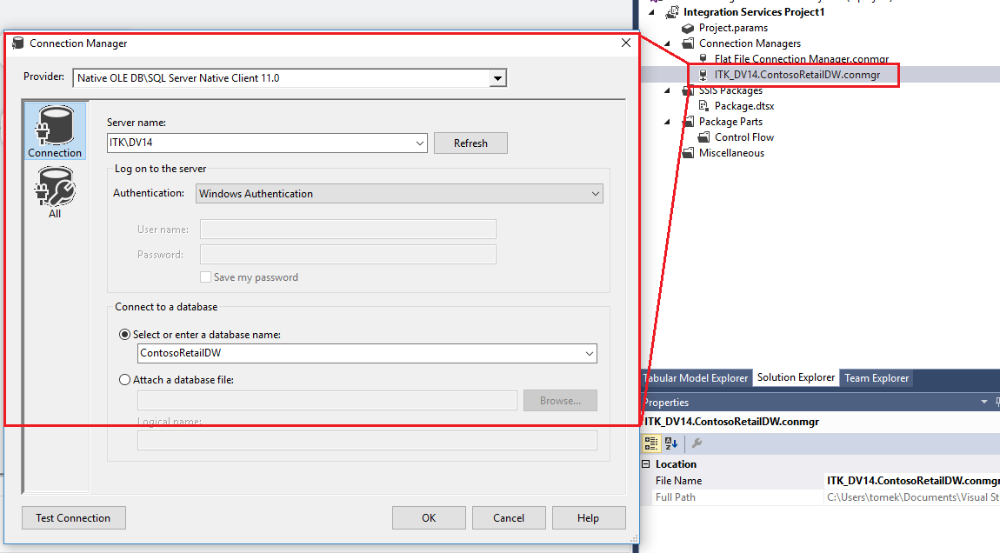 Connection Manager
Provider:
Native OLE DB\SQL Server Native Client 11.0
Connection
All
Server name:
ITK\DV14
Refresh
Log on to the server
Authentication:
Windows Authentication
User name:
Password:
Save my password
Connect to a database
Select or enter a database name:
ContosoRetailDW
Attach a database file:
Browse...
Logical name:
Test Connection
OK
Cancel
Help
Integration Services Project1
Project.params
Connection Managers
Flat File Connection Manager.conmgr
ITK_DV14.ContosoRetailDW.conmgr
SSIS Packages
Package.dtsx
Package Parts
Control Flow
Miscellaneous
Tabular Model Explorer
Solution Explorer
Team Explorer
Properties
ITK_DV14.ContosoRetailDW.conmgr
Location
File Name
ITK_DV14.ContosoRetailDW.conmgr
Full Path
C:\Users\tomek\Documents\Visual St